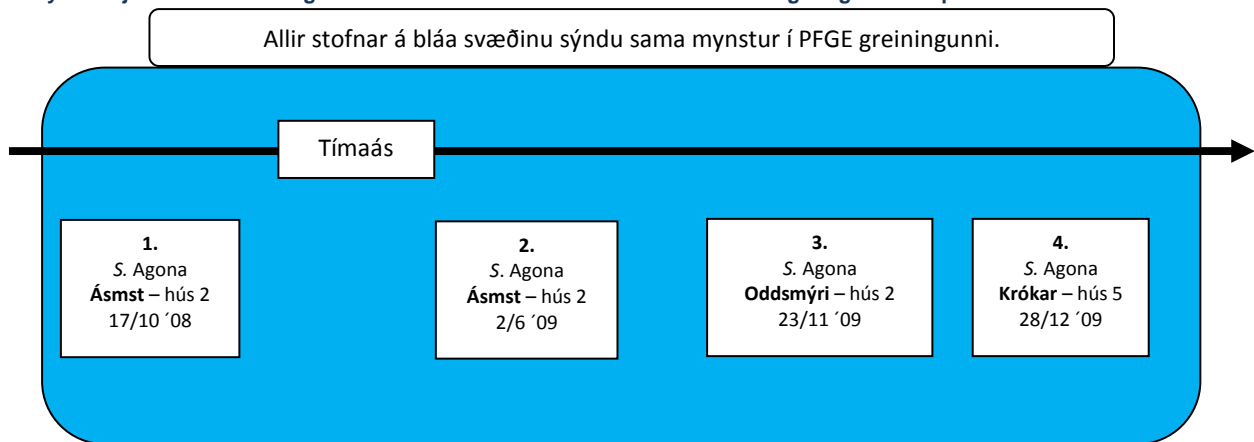 Allir stofnar á bláa svæðinu sýndu sama mynstur í PFGE greiningunni.
Tímaás
1.
S. Agona
Ásmst – hús 2
17/10 ´08
2.
S. Agona
Ásmst – hús 2
2/6 ´09
3.
S. Agona
Oddsmýri – hús 2
23/11 ´09
4.
S. Agona
Krókar – hús 5
28/12 ´09